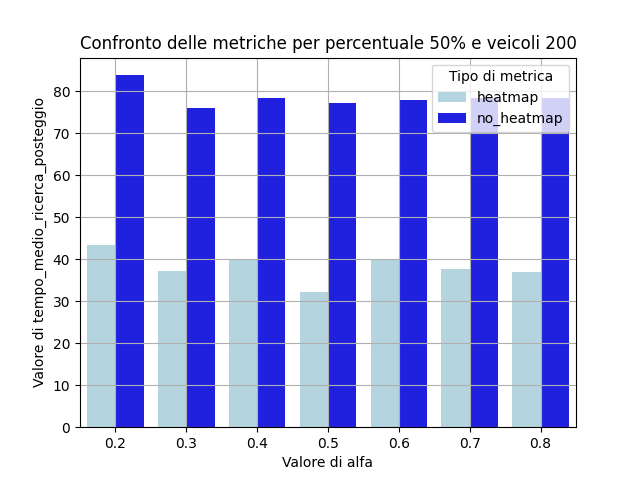 Confronto delle metriche per percentuale 50% e veicoli 200
Valore di tempo_medio_ricerca_posteggio
80
70
60
50
40
30
20
10
0
Tipo di metrica
heatmap
no_heatmap
0.2 0.3 0.4 0.5 0.6 0.7 0.8
Valore di alfa